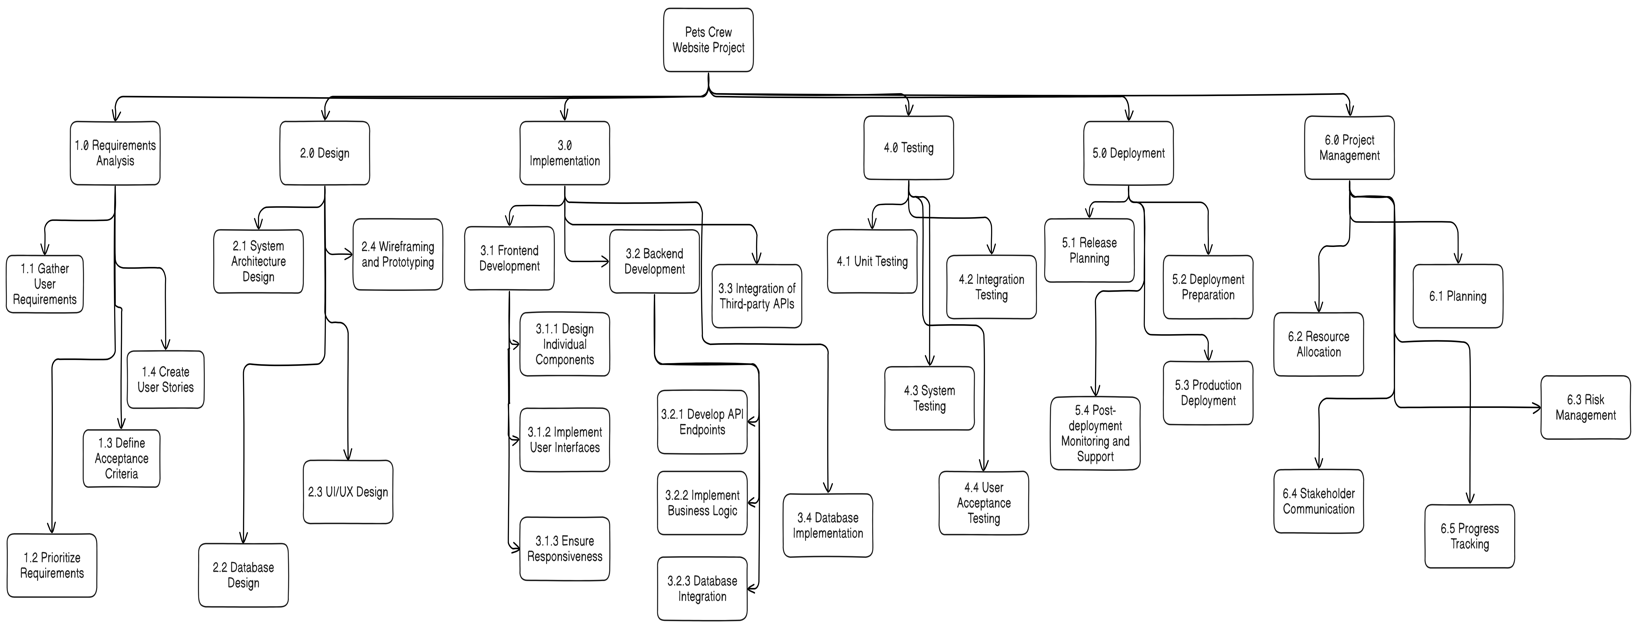 Pets Crew
Website Project
1.0 Requirements
Analysis
2.0 Design
3.0
Implementation
4.0 Testing
5.0 Deployment
6.0 Project
Management
1.1 Gather
User
Requirements
1.4 Create
User Stories
1.3 Define
Acceptance
Criteria
1.2 Prioritize
Requirements
2.1 System
Architecture
Design
2.4 Wireframing
and Prototyping
2.3 UI/UX Design
2.2 Database
Design
3.1 Frontend
Development
3.2 Backend
Development
3.3 Integration of
Third-party APIs
3.1.1 Design
Individual
Components
3.1.2 Implement
User Interfaces
3.1.3 Ensure
Responsiveness
3.2.1 Develop API
Endpoints
3.2.2 Implement
Business Logic
3.2.3 Database
Integration
3.4 Database
Implementation
4.1 Unit Testing
4.2 Integration
Testing
4.3 System
Testing
4.4 User
Acceptance
Testing
5.1 Release
Planning
5.2 Deployment
Preparation
5.3 Production
Deployment
5.4 Post-
deployment
Monitoring and
Support
6.1 Planning
6.2 Resource
Allocation
6.3 Risk
Management
6.4 Stakeholder
Communication
6.5 Progress
Tracking